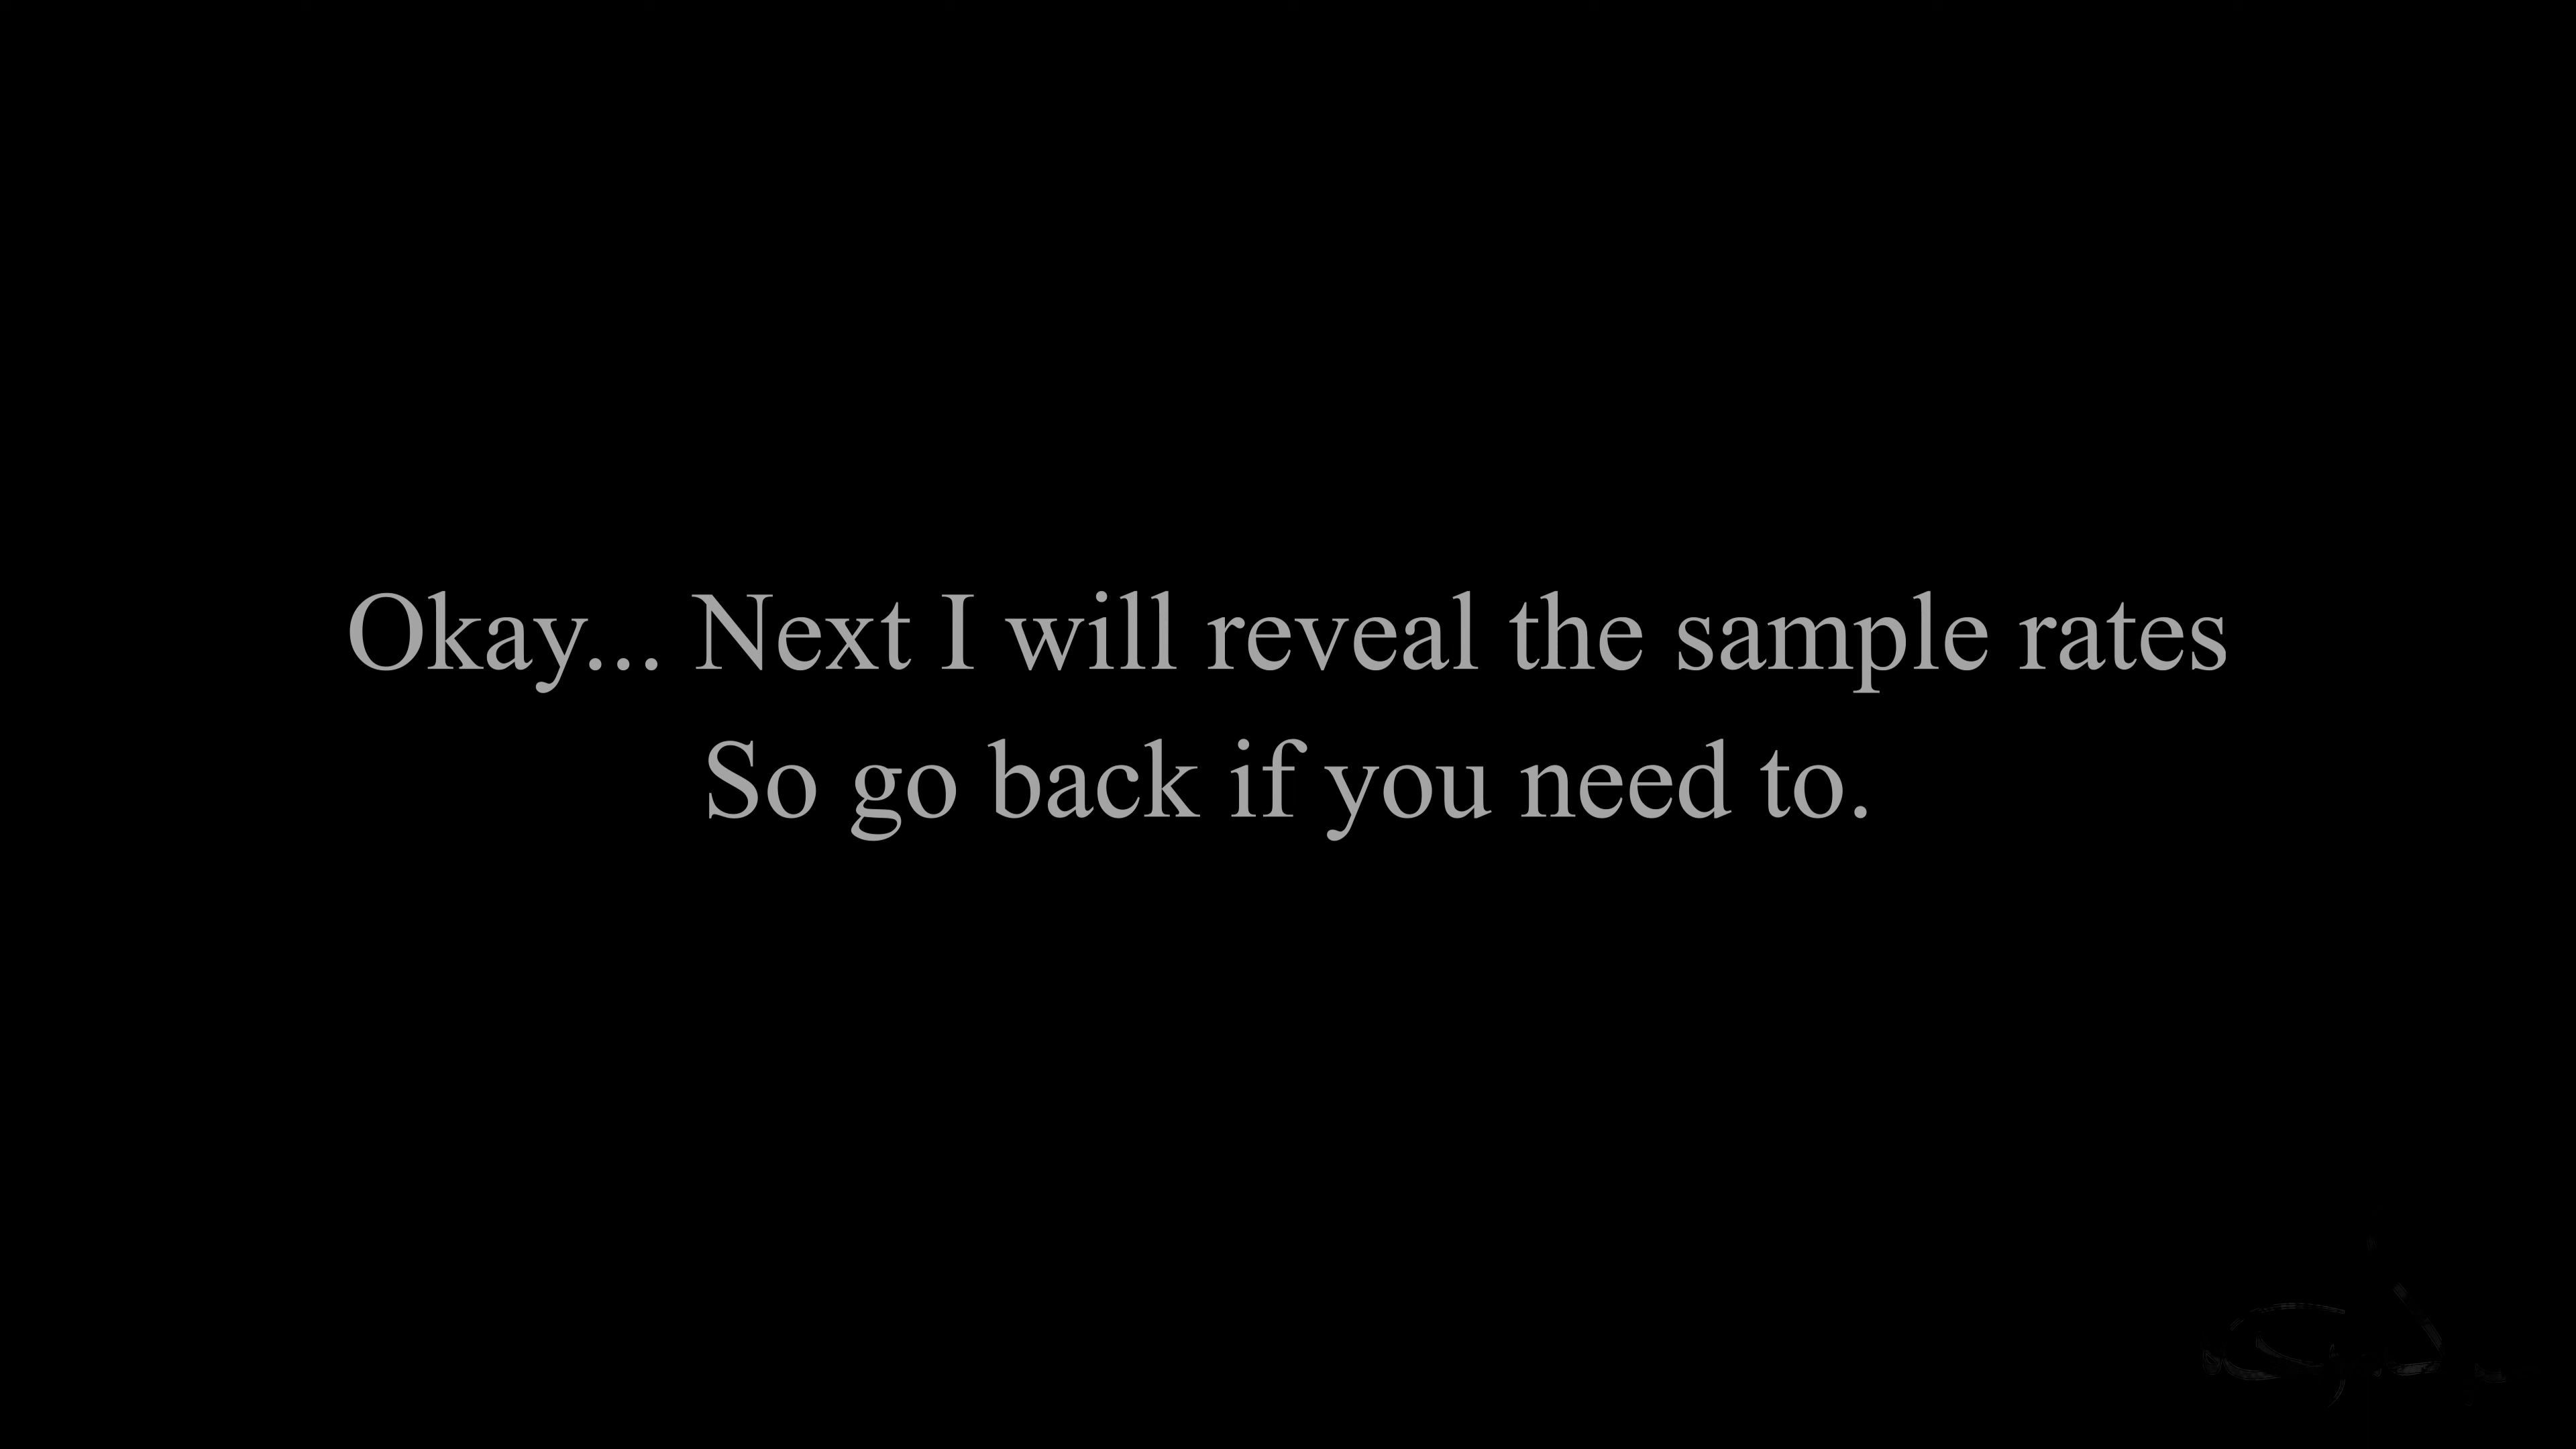 Okay... Next I will reveal the sample rates
So go back if you need to.